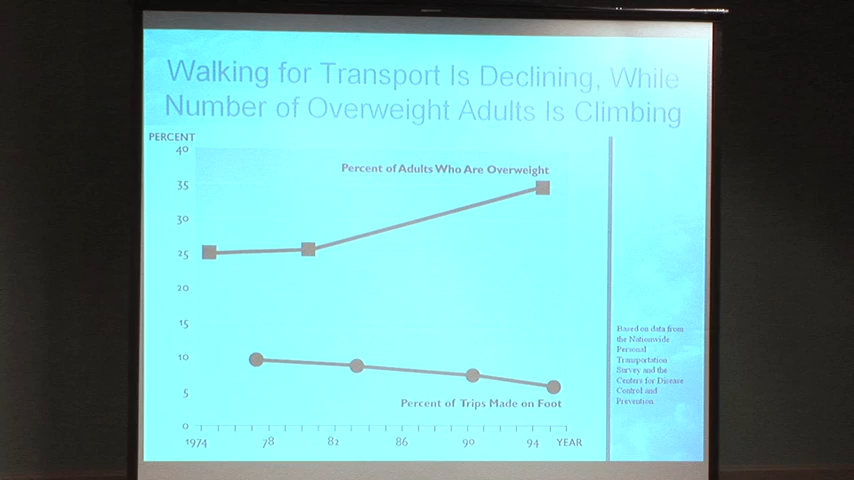 Walking for Transport Is Declining, While
Number of Overweight Adults Is Climbing
PERCENT
40
Percent of Adults Who Are Overweight
35
30
25
20
15
10
5
Percent of Trips Made on Foot
0
1974 78 82 86 90 94 YEAR
Based on data from
the Nationwide
Personal
Transportation
Survey and the
Centers for Disease
Control and
Prevention.